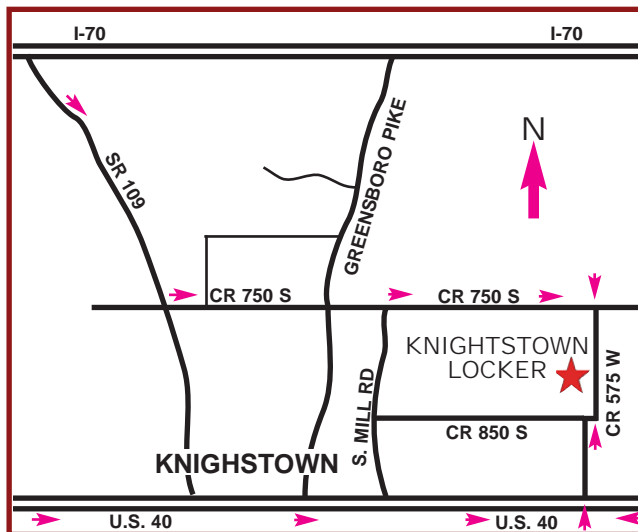 I-70
I-70
N
SR 109
GREENSBORO PIKE
CR 750 S
CR 750 S
KNIGHTSTOWN
LOCKER
CR 575 W
S. MILL RD
CR 850 S
KNIGHSTOWN
U.S. 40
U.S. 40